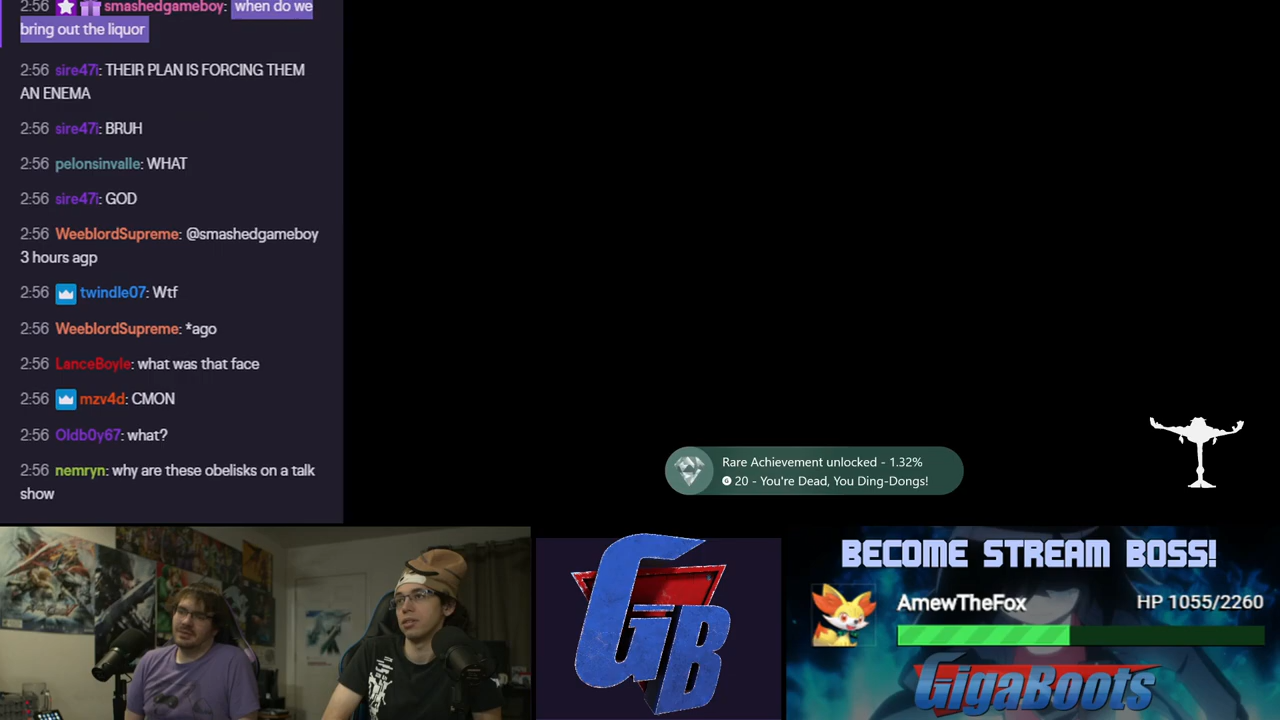 2:56 smashedgameboy: when do we
bring out the liquor
2:56 sire47i: THEIR PLAN IS FORCING THEM
AN ENEMA
2:56 sire47i: BRUH
2:56 pelonsinvalle: WHAT
2:56 sire47i: GOD
2:56 WeeblordSupreme: @smashedgameboy
3 hours agp
2:56 twindle07: Wtf
2:56 WeeblordSupreme: *ago
2:56 LanceBoyle: what was that face
2:56 mzv4d: CMON
2:56 Oldb0y67: what?
2:56 nemryn: why are these obelisks on a talk
show
Rare Achievement unlocked - 1.32%
G 20 - You're Dead, You Ding-Dongs!
GB
BECOME STREAM BOSS!
AmewTheFox HP 1055/2260
GIGABOOTS